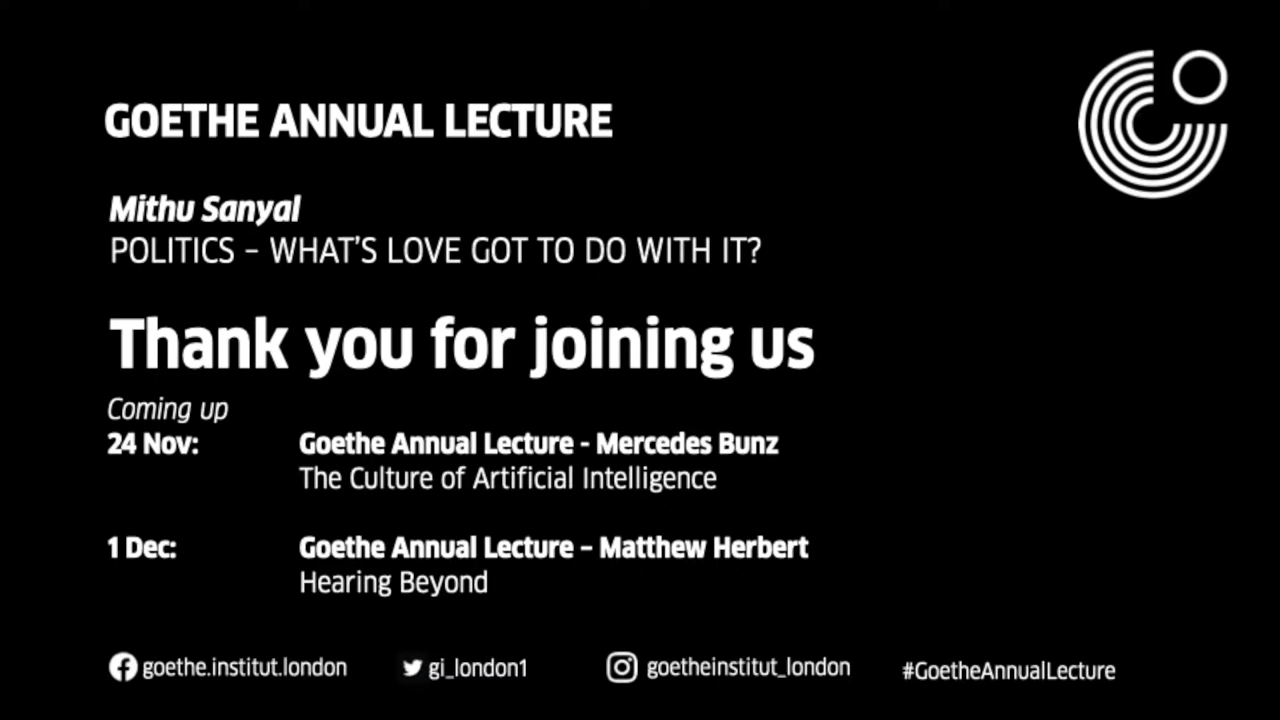 GOETHE ANNUAL LECTURE
Mithu Sanyal
POLITICS – WHAT'S LOVE GOT TO DO WITH IT?
Thank you for joining us
Coming up
24 Nov: Goethe Annual Lecture - Mercedes Bunz
The Culture of Artificial Intelligence
1 Dec: Goethe Annual Lecture – Matthew Herbert
Hearing Beyond
goethe.institut.london gi_london1 goetheinstitut_london #GoetheAnnualLecture